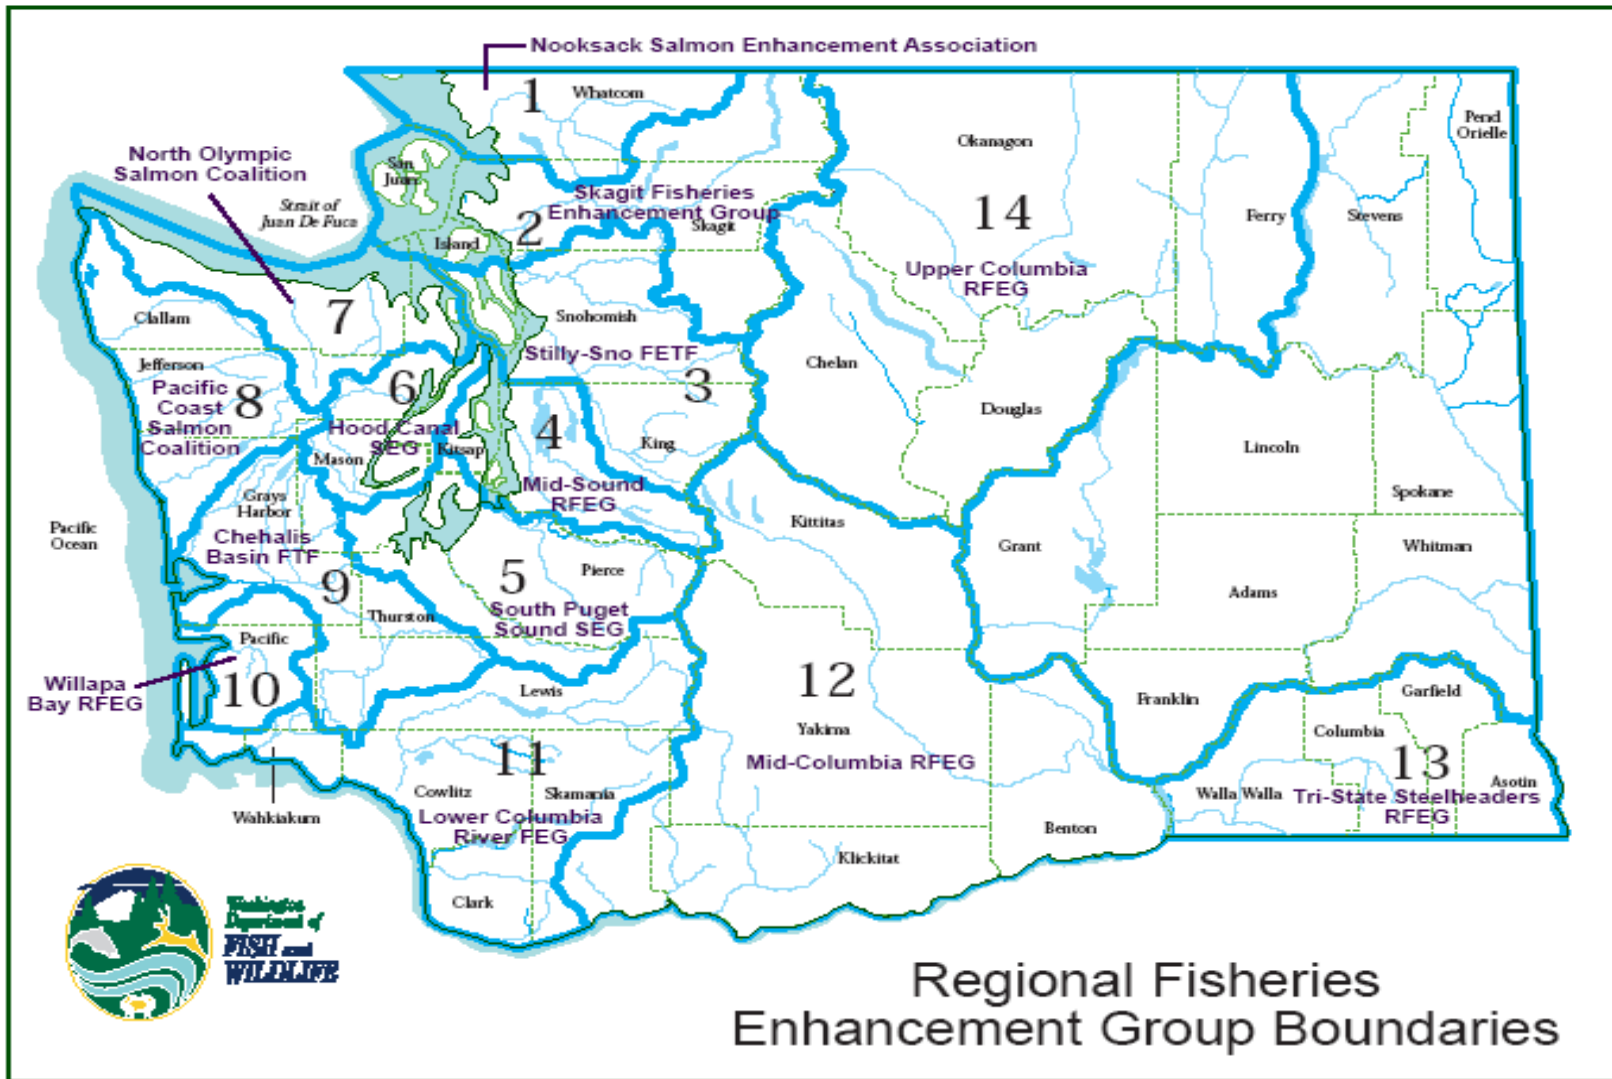 Nooksack Salmon Enhancement Association
1
Whatcom
North Olympic
Salmon Coalition
San
Juan
Strait of
Juan De Fuca
Okanagon
Pend
Orielle
14
Ferry
Stevens
2
Skagit Fisheries
Enhancement Group
Skagit
Island
Upper Columbia
RFEG
7
Clallam
Snohomish
Stilly-Sno FETF
3
Jefferson
Pacific
Coast
Salmon
Coalition
8
6
Hood Canal
SEG
Kitsap
Mason
4
King
Chelan
Douglas
Lincoln
Spokane
Mid-Sound
RFEG
Grays
Harbor
Pacific
Ocean
Chehalis
Basin FTF
9
Kittitas
Grant
Whitman
5
Pierce
South Puget
Sound SEG
Thurston
Adams
Pacific
Willapa
Bay RFEG
10
Lewis
12
Yakima
Mid-Columbia RFEG
Franklin
Garfield
Columbia
13
Asotin
Walla Walla
Tri-State Steelheaders
RFEG
11
Cowlitz
Skamania
Lower Columbia
River FEG
Wahkiakum
Benton
Klickitat
Clark
Washington
Department of
FISH and
WILDLIFE
Regional Fisheries
Enhancement Group Boundaries